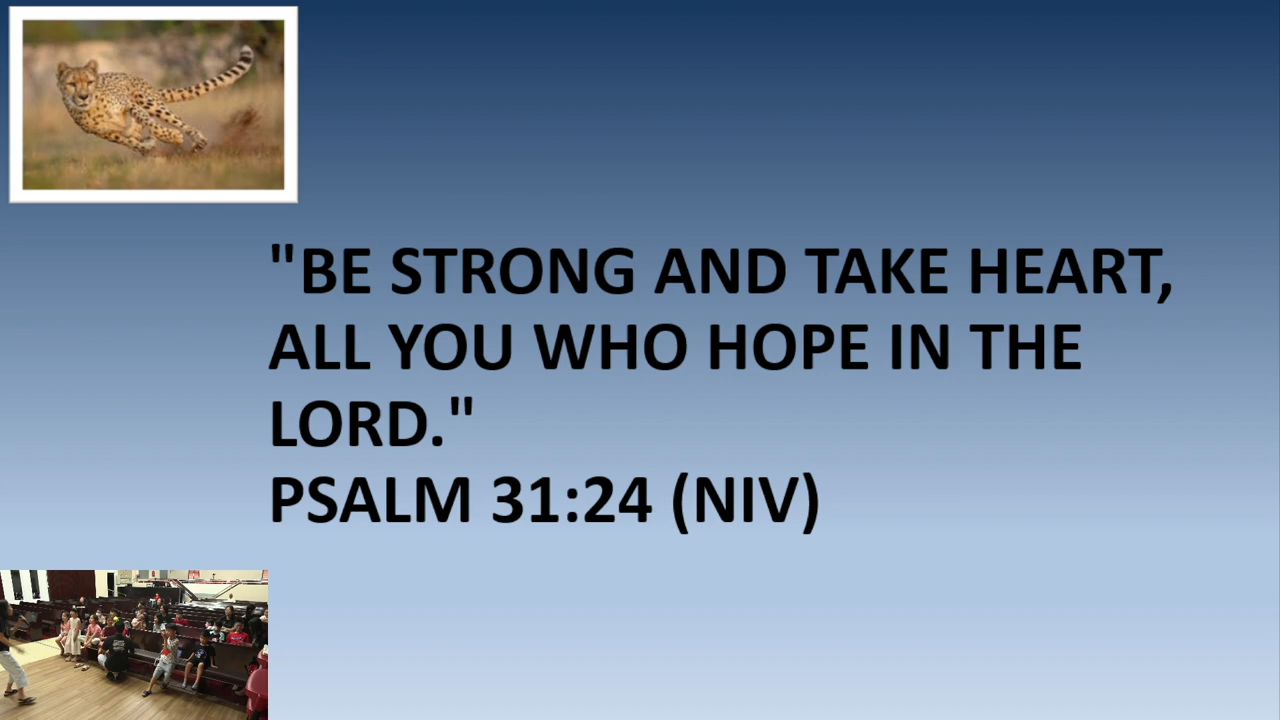 "BE STRONG AND TAKE HEART,
ALL YOU WHO HOPE IN THE
LORD."
PSALM 31:24 (NIV)